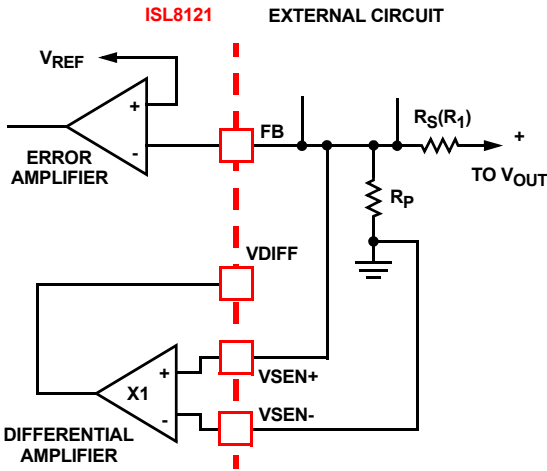 ISL8121 EXTERNAL CIRCUIT
VREF
+
-
ERROR
AMPLIFIER
FB
RS(R1)
+
TO VOUT
RP
VDIFF
+
X1
-
VSEN+
VSEN-
DIFFERENTIAL
AMPLIFIER